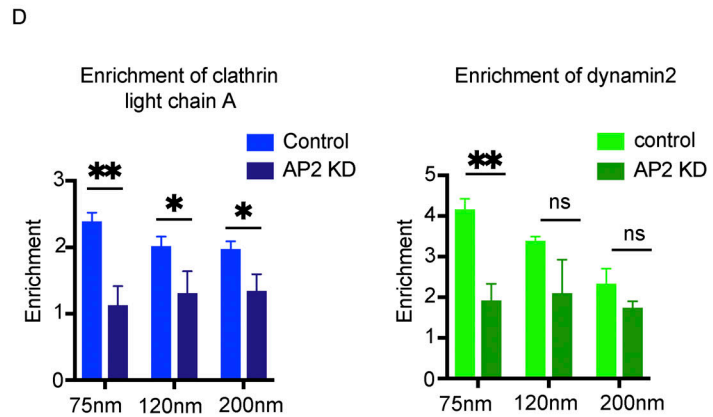 D
Enrichment of clathrin
light chain A
Control
AP2 KD
**
*
*
3
2
1
0
Enrichment
75nm
120nm
200nm
Enrichment of dynamin2
control
AP2 KD
**
ns
ns
5
4
3
2
1
0
Enrichment
75nm
120nm
200nm